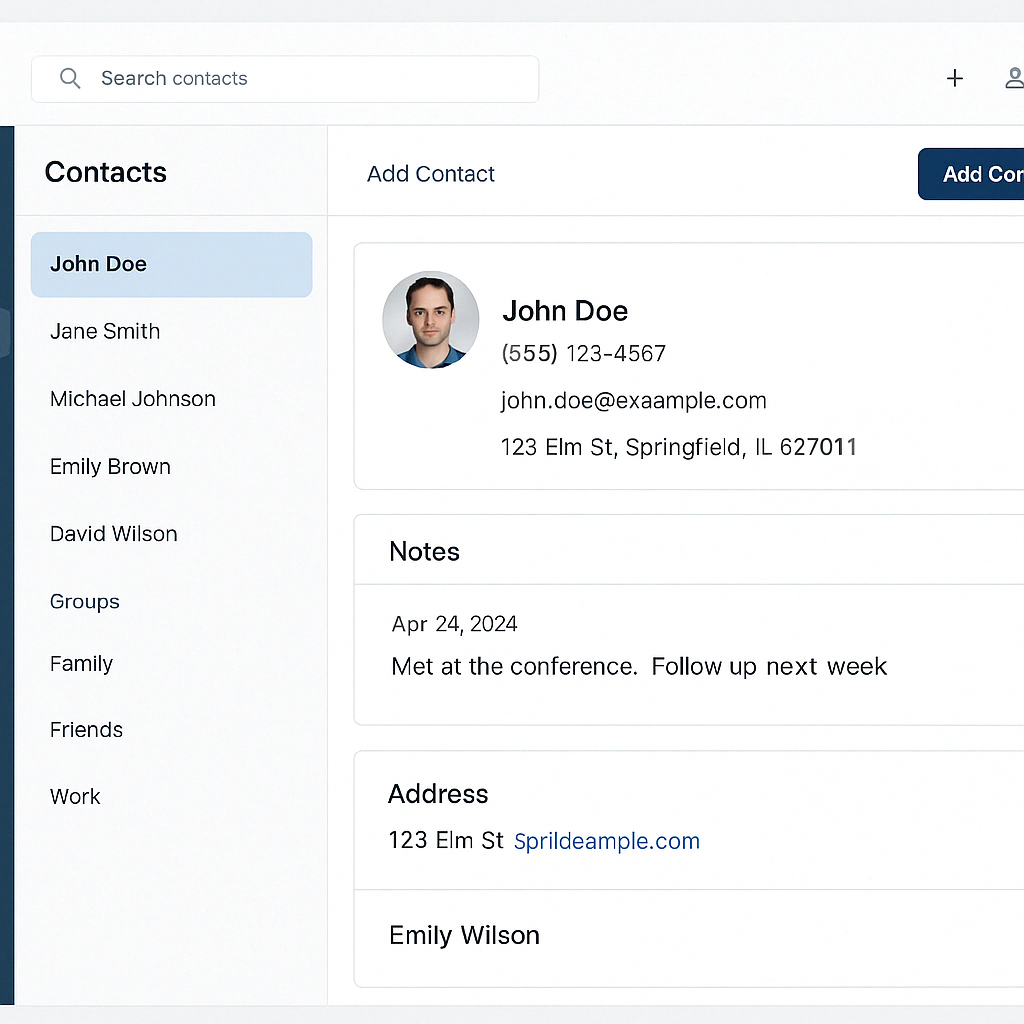 Search contacts
Contacts
John Doe
Jane Smith
Michael Johnson
Emily Brown
David Wilson
Groups
Family
Friends
Work
Add Contact
Add Cor
John Doe
(555) 123-4567
john.doe@exaample.com
123 Elm St, Springfield, IL 627011
Notes
Apr 24, 2024
Met at the conference. Follow up next week
Address
123 Elm St Sprildeample.com
Emily Wilson